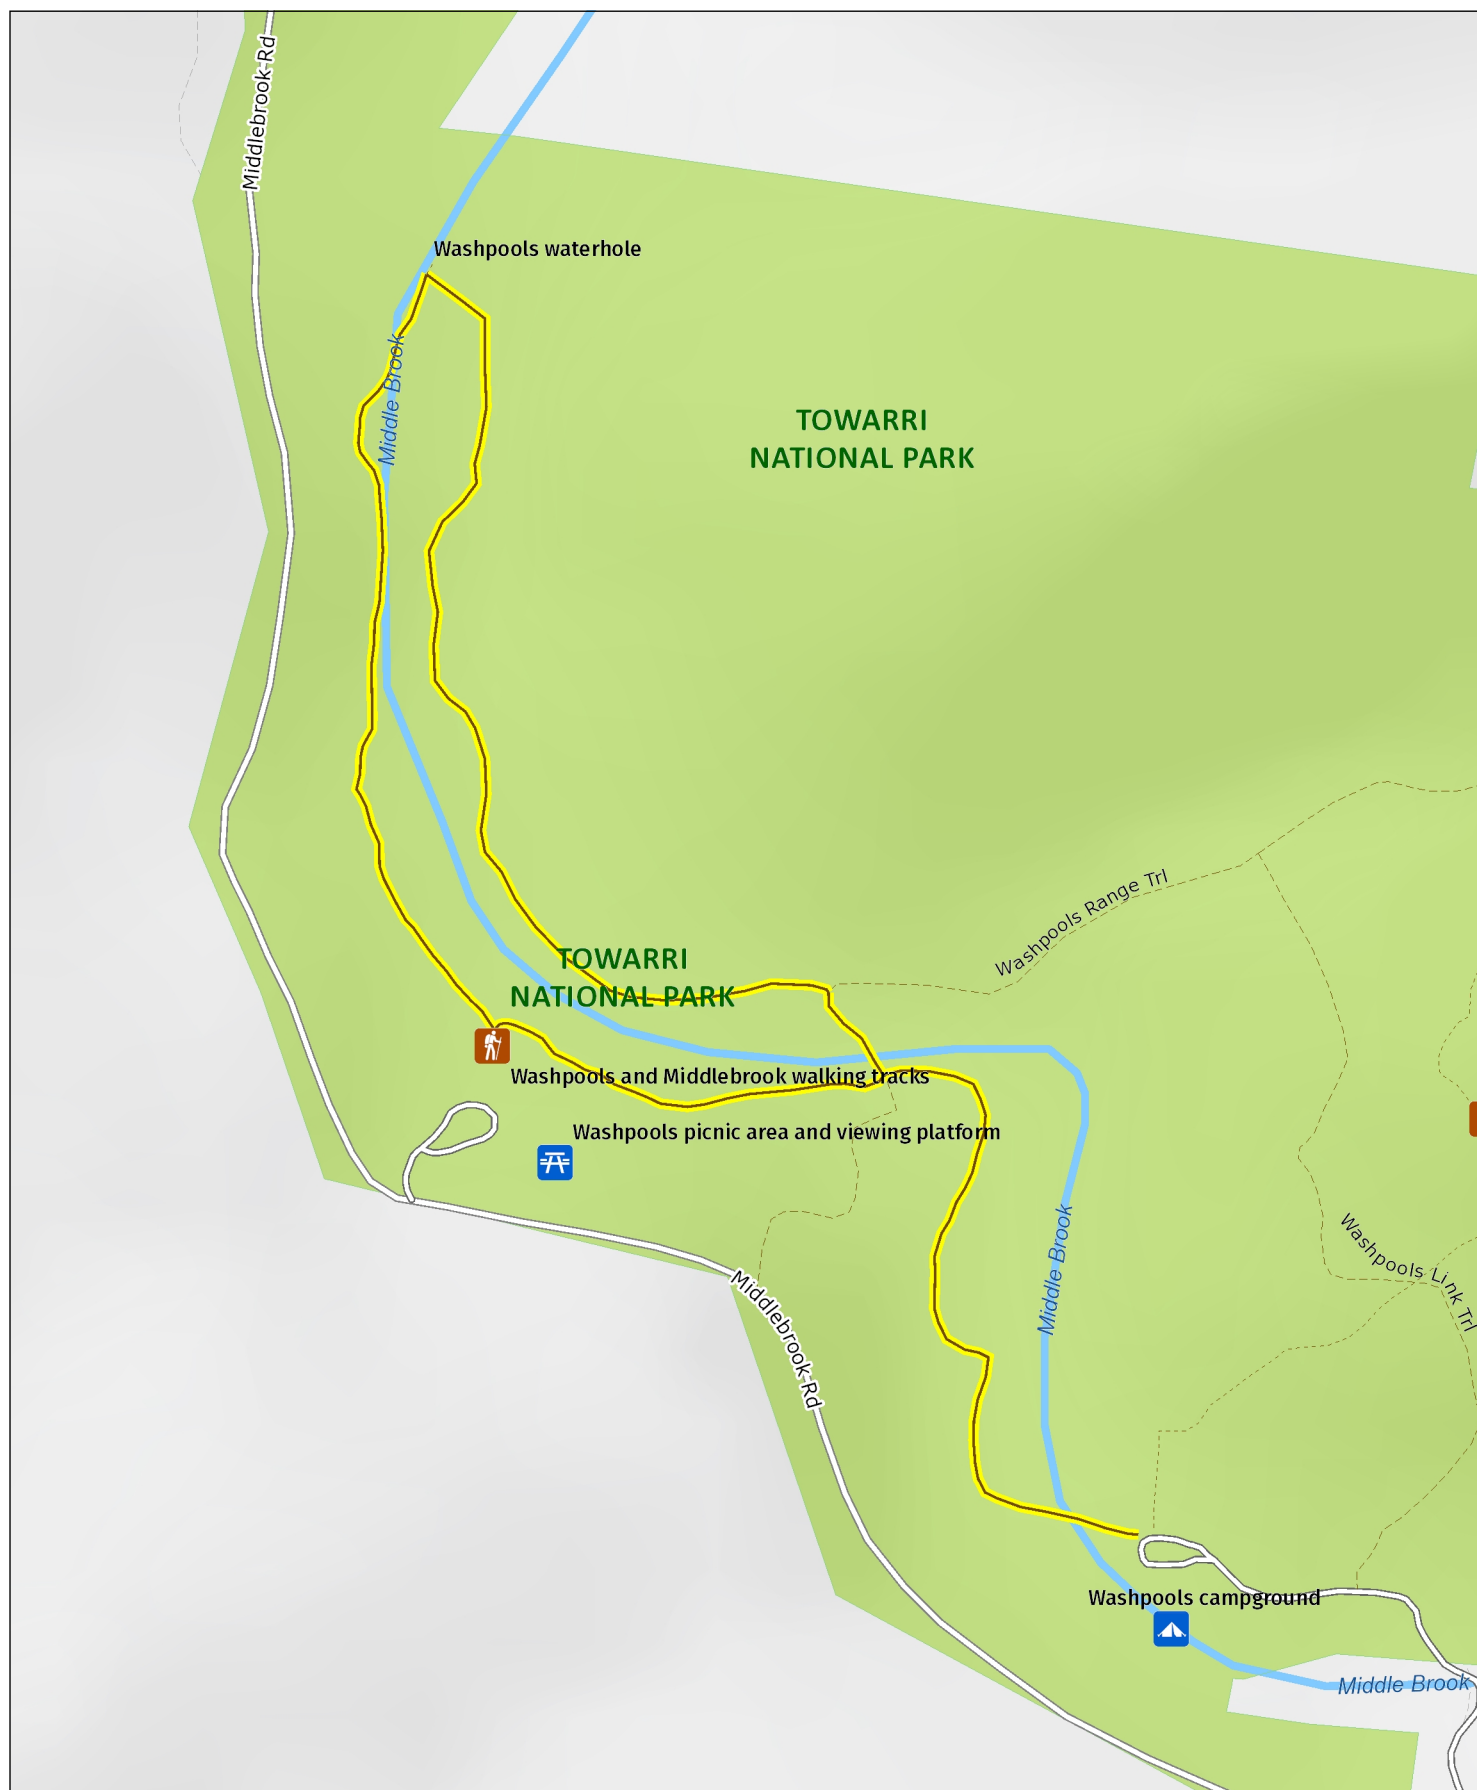 Middlebrook-Rd
Washpools waterhole
Middle Brook
TOWARRI
NATIONAL PARK
Washpools Range Trl
TOWARRI
NATIONAL PARK
Washpools and Middlebrook walking tracks
Washpools picnic area and viewing platform
Middle Brook
Washpools Link Trl
Middlebrook-Rd
Washpools campground
Middle Brook